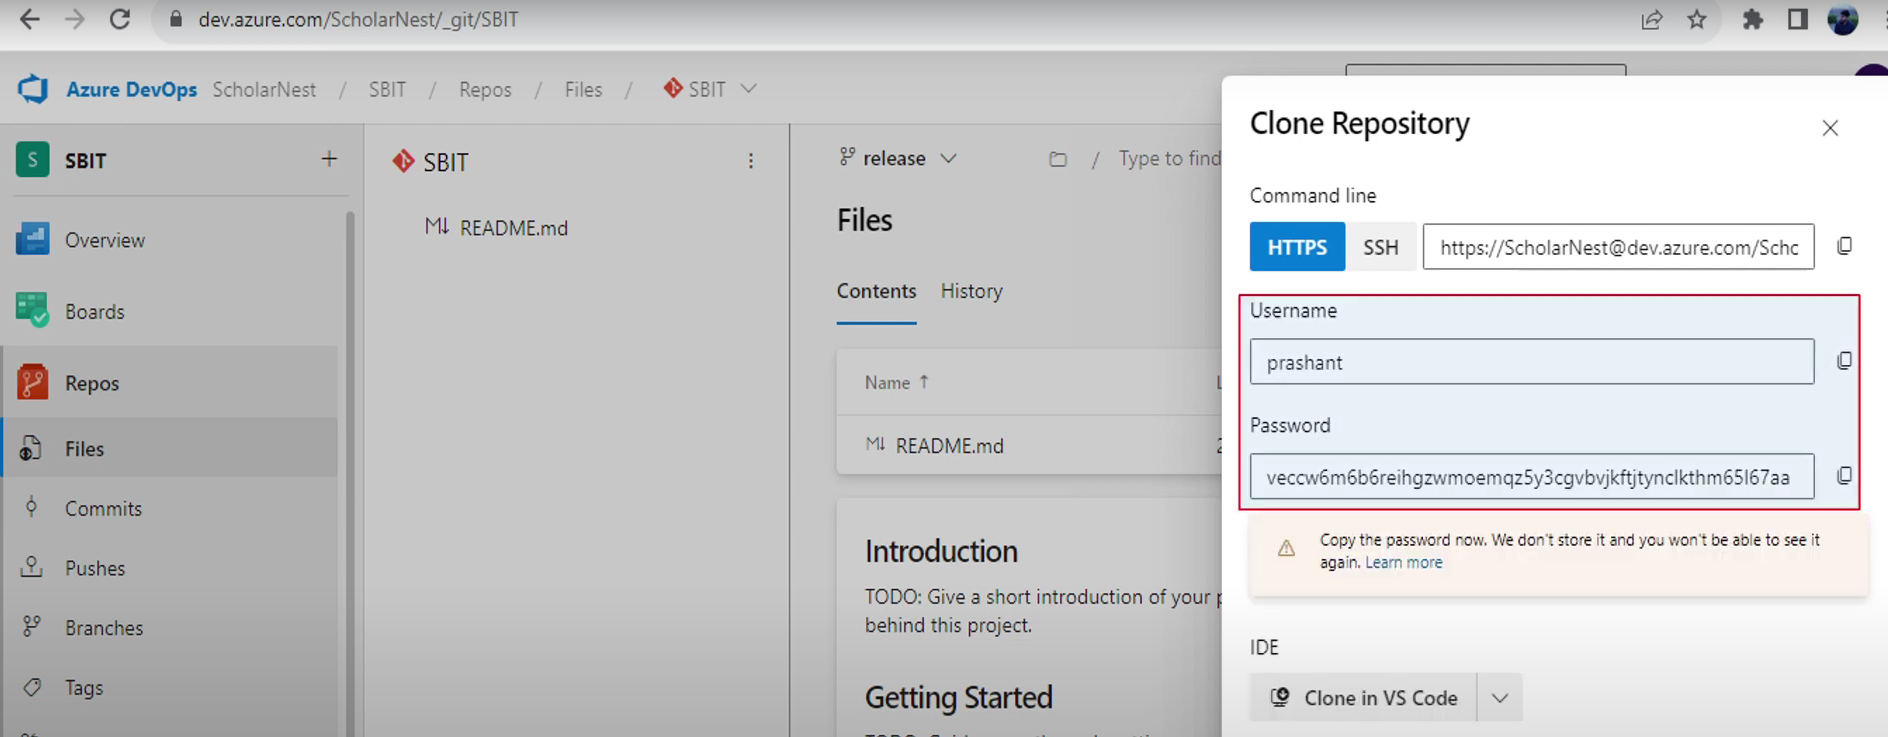 dev.azure.com/ScholarNest/_git/SBIT
Azure DevOps ScholarNest / SBIT / Repos / Files / SBIT
S SBIT +
Overview
Boards
Repos
Files
Commits
Pushes
Branches
Tags
SBIT
M↓ README.md
release / Type to find
Files
Contents History
Name ↑
M↓ README.md
Introduction
TODO: Give a short introduction of your
behind this project.
Getting Started
Clone Repository
Command line
HTTPS SSH https://ScholarNest@dev.azure.com/Scho
Username
prashant
Password
veccw6m6b6reihgzwmoemqz5y3cgvbvjkftjtynclkthm65l67aa
Copy the password now. We don't store it and you won't be able to see it
again. Learn more
IDE
Clone in VS Code